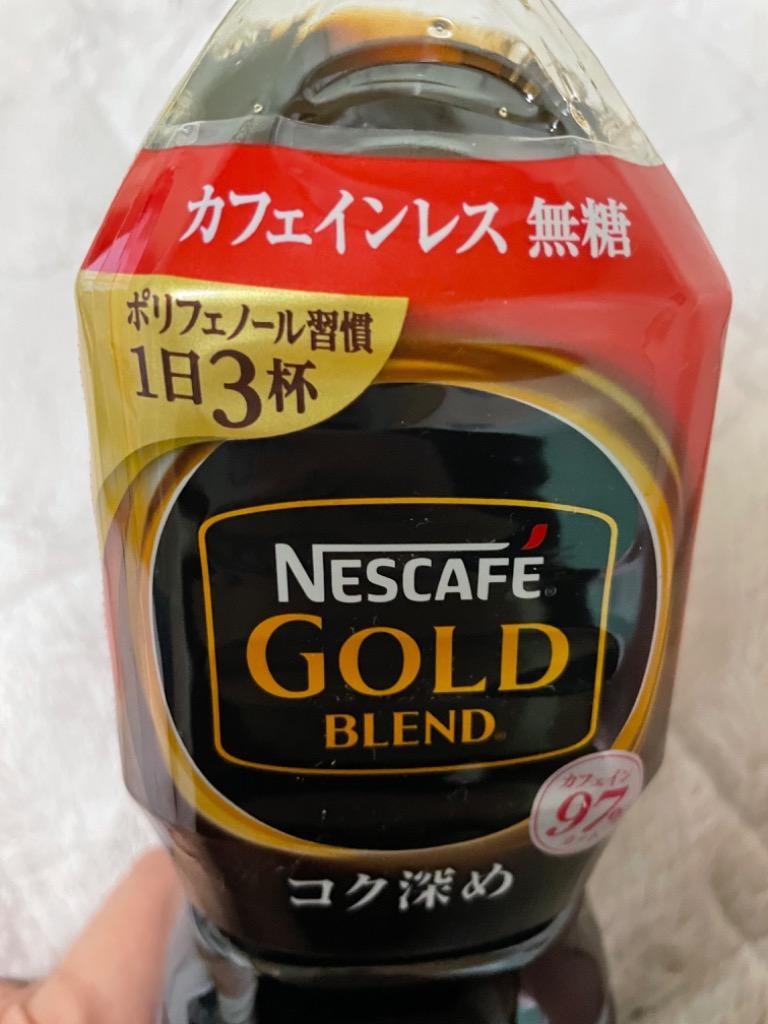 カフェインレス 無糖
ポリフェノール習慣
1日3杯
NESCAFÉ
GOLD
BLEND
カフェイン
97%
コク深め